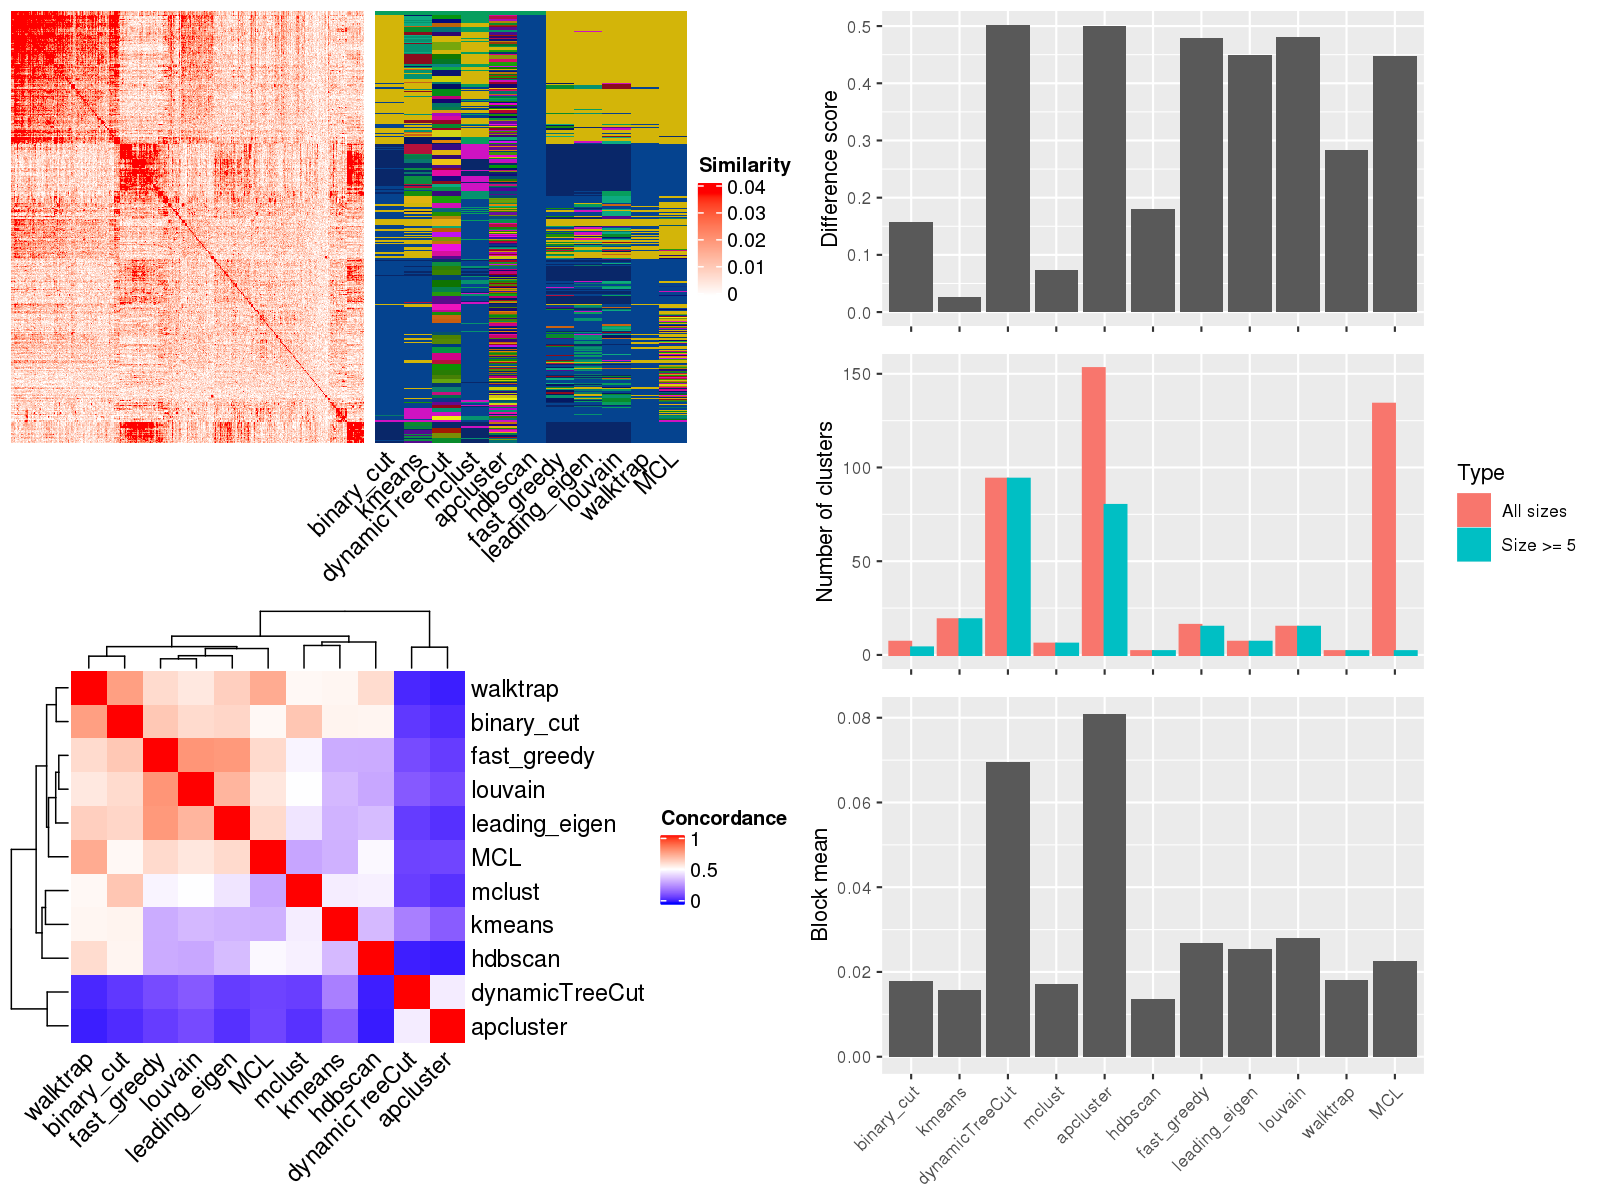 Similarity
0.04
0.03
0.02
0.01
0
binary_cut
kmeans
dynamicTreeCut
mclust
apcluster
hdbscan
fast_greedy
leading_eigen
louvain
walktrap
MCL
walktrap
binary_cut
fast_greedy
louvain
leading_eigen
MCL
mclust
kmeans
hdbscan
dynamicTreeCut
apcluster
walktrap
binary_cut
fast_greedy
louvain
leading_eigen
MCL
mclust
kmeans
hdbscan
dynamicTreeCut
apcluster
Concordance
1
0.5
0
Difference score
0.5
0.4
0.3
0.2
0.1
0.0
Number of clusters
150
100
50
0
Type
All sizes
Size >= 5
Block mean
0.08
0.06
0.04
0.02
0.00
binary_cut
kmeans
dynamicTreeCut
mclust
apcluster
hdbscan
fast_greedy
leading_eigen
louvain
walktrap
MCL